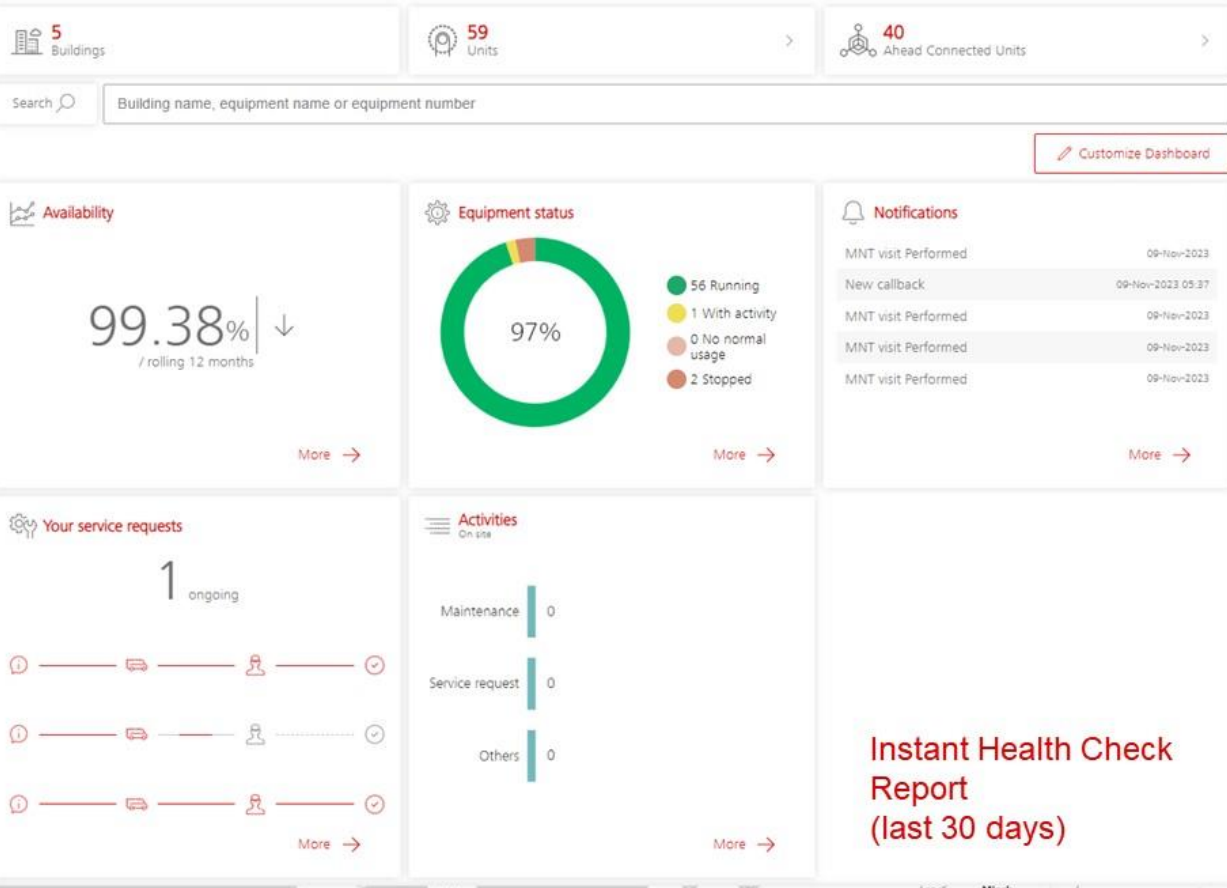 5
Buildings
59
Units
40
Ahead Connected Units
Search
Building name, equipment name or equipment number
Customize Dashboard
Availability
99.38%
/ rolling 12 months
More
Equipment status
97%
56 Running
1 With activity
0 No normal
usage
2 Stopped
More
Notifications
MNT visit Performed 09-Nov-2023
New callback 09-Nov-2023 05:37
MNT visit Performed 09-Nov-2023
MNT visit Performed 09-Nov-2023
MNT visit Performed 09-Nov-2023
More
Your service requests
1 ongoing
More
Activities
On site
Maintenance 0
Service request 0
Others 0
More
Instant Health Check
Report
(last 30 days)